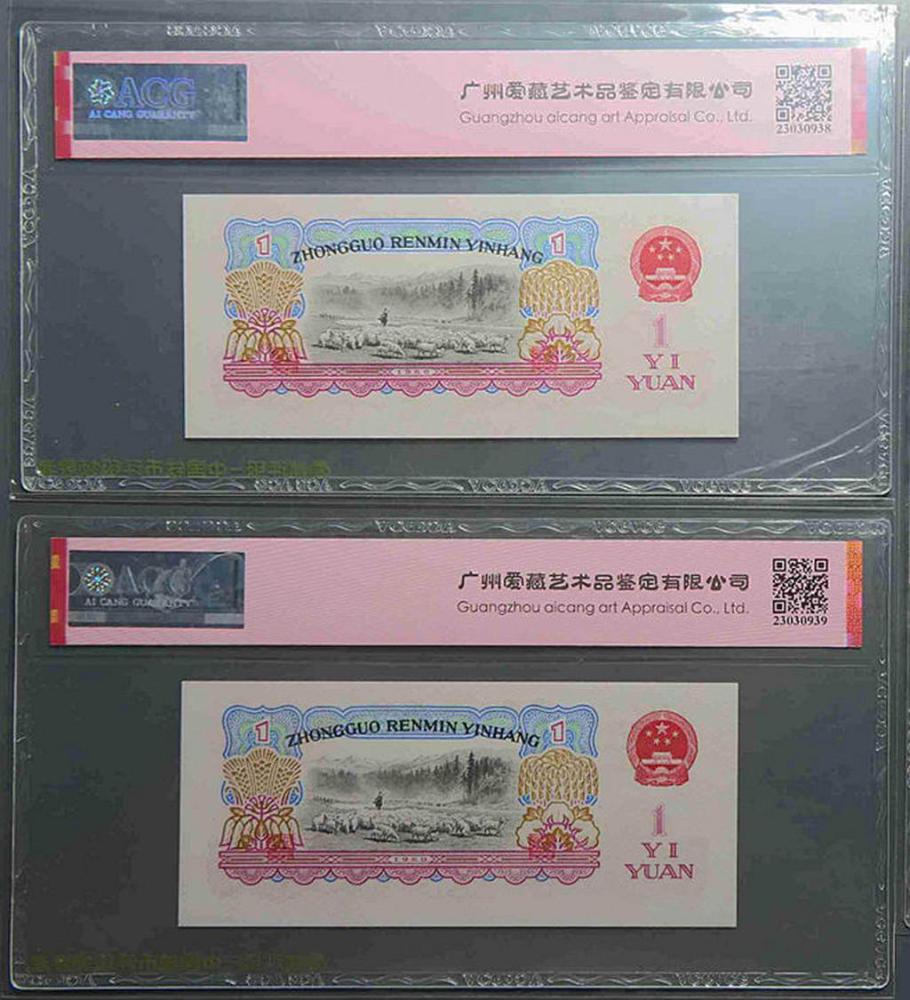 ACG
AI CANG GUARANTY
广州爱藏艺术品鉴定有限公司
Guangzhou aicang art Appraisal Co., Ltd.
23030938
1
ZHONGGUO RENMIN YINHANG
1
1960
1
YI
YUAN
ACG
AI CANG GUARANTY
广州爱藏艺术品鉴定有限公司
Guangzhou aicang art Appraisal Co., Ltd.
23030939
1
ZHONGGUO RENMIN YINHANG
1
1960
1
YI
YUAN